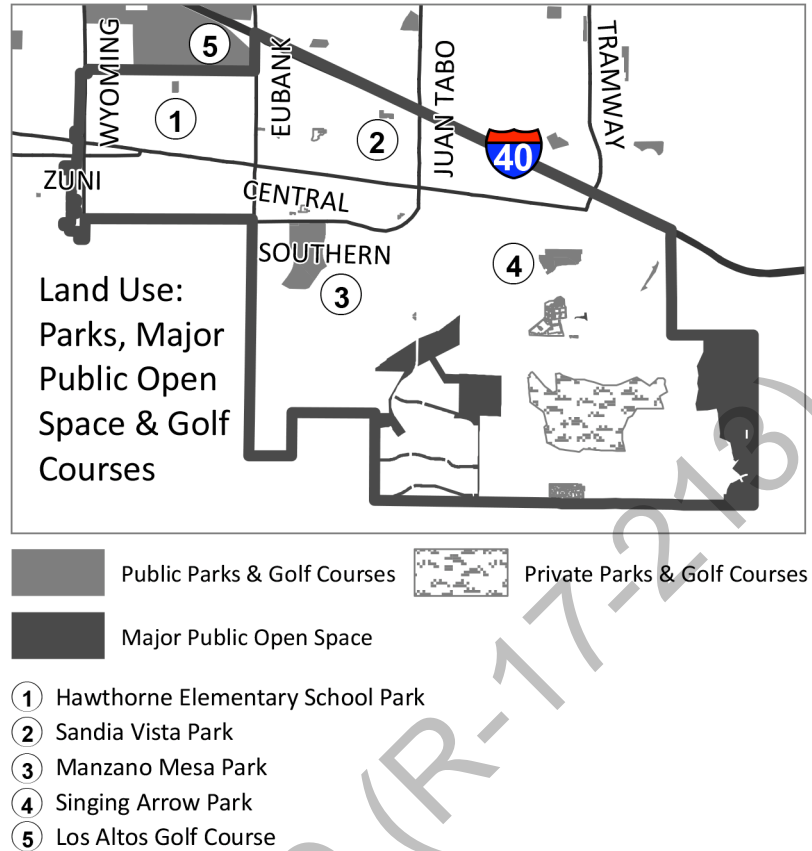 5
WYOMING
EUBANK
JUAN TABO
TRAMWAY
1
2
40
ZUNI
CENTRAL
SOUTHERN
4
3
Land Use:
Parks, Major
Public Open
Space & Golf
Courses
Public Parks & Golf Courses
Private Parks & Golf Courses
Major Public Open Space
1 Hawthorne Elementary School Park
2 Sandia Vista Park
3 Manzano Mesa Park
4 Singing Arrow Park
5 Los Altos Golf Course
(R-17-213)